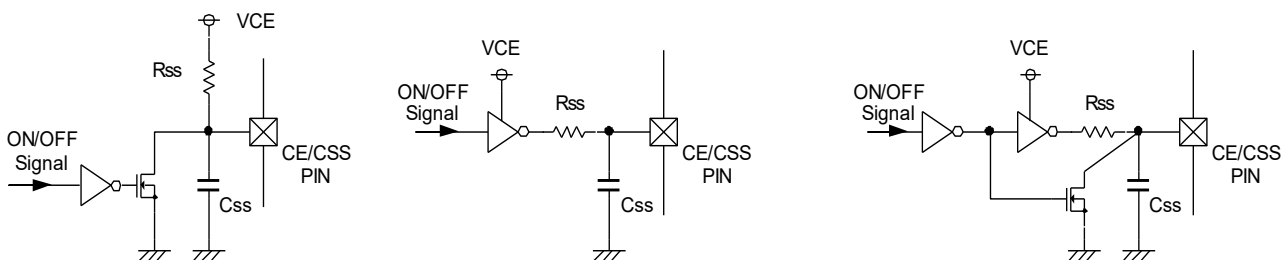 VCE
Rss
ON/OFF
Signal
CE/CSS
PIN
Css
VCE
ON/OFF
Signal
Rss
CE/CSS
PIN
Css
VCE
ON/OFF
Signal
Rss
CE/CSS
PIN
Css